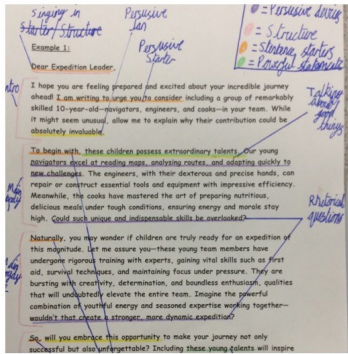 Singing in
Starter/Structure
Persusive
lan
Persusive
Starter
= Persusive devices
= Structure
= Sentence starters
= Powerful statements
Example 1:
Dear Expedition Leader,
I hope you are feeling prepared and excited about your incredible journey
ahead! I am writing to urge you to consider including a group of remarkably
skilled 10-year-old—navigators, engineers, and cooks—in your team. While
it might seem unusual, allow me to explain why their contribution could be
absolutely invaluable.
Talking
about
good
things
To begin with, these children possess extraordinary talents. Our young
navigators excel at reading maps, analysing routes, and adapting quickly to
new challenges. The engineers, with their dexterous and precise hands, can
repair or construct essential tools and equipment with impressive efficiency.
Meanwhile, the cooks have mastered the art of preparing nutritious,
delicious meals under tough conditions, ensuring energy and morale stay
high. Could such unique and indispensable skills be overlooked?
Rhetorical
questions
Naturally, you may wonder if children are truly ready for an expedition of
this magnitude. Let me assure you—these young team members have
undergone rigorous training with experts, gaining vital skills such as first
aid, survival techniques, and maintaining focus under pressure. They are
bursting with creativity, determination, and boundless enthusiasm, qualities
that will undoubtedly elevate the entire team. Imagine the powerful
combination of youthful energy and seasoned expertise working together—
wouldn't that create a stronger, more dynamic expedition?
So, will you embrace this opportunity to make your journey not only
successful but also unforgettable? Including these young talents will inspire